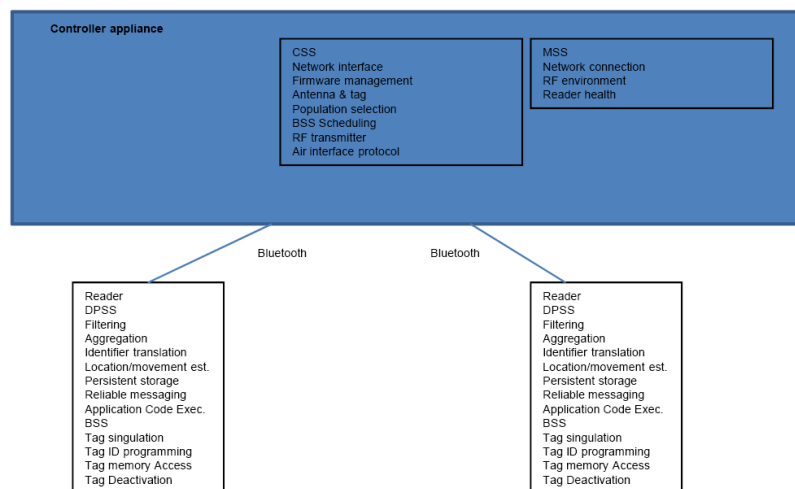 Controller appliance
CSS
Network interface
Firmware management
Antenna & tag
Population selection
BSS Scheduling
RF transmitter
Air interface protocol
MSS
Network connection
RF environment
Reader health
Bluetooth
Bluetooth
Reader
DPSS
Filtering
Aggregation
Identifier translation
Location/movement est.
Persistent storage
Reliable messaging
Application Code Exec.
BSS
Tag singulation
Tag ID programming
Tag memory Access
Tag Deactivation
Reader
DPSS
Filtering
Aggregation
Identifier translation
Location/movement est.
Persistent storage
Reliable messaging
Application Code Exec.
BSS
Tag singulation
Tag ID programming
Tag memory Access
Tag Deactivation